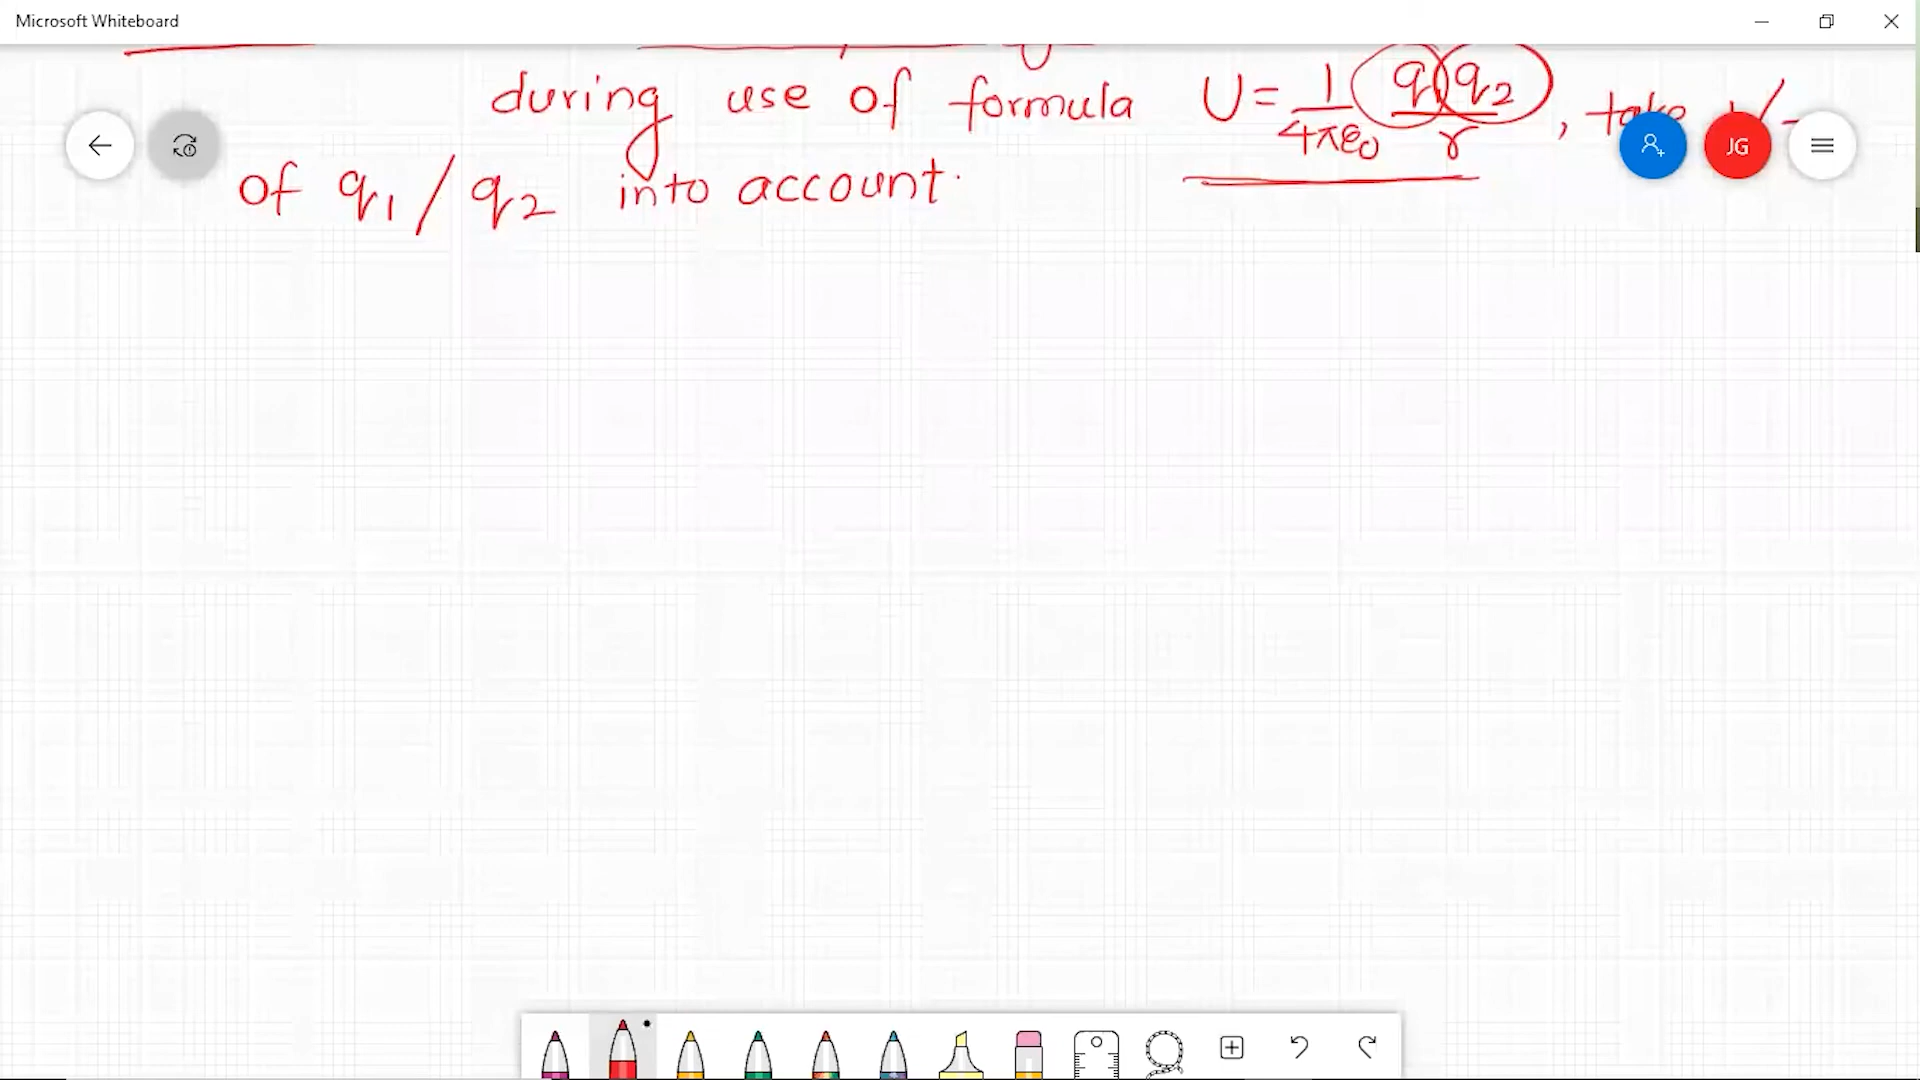 Microsoft Whiteboard
during use of formula U = 1/4πε0 q1q2/r , take +/-
JG
of q1 / q2 into account.